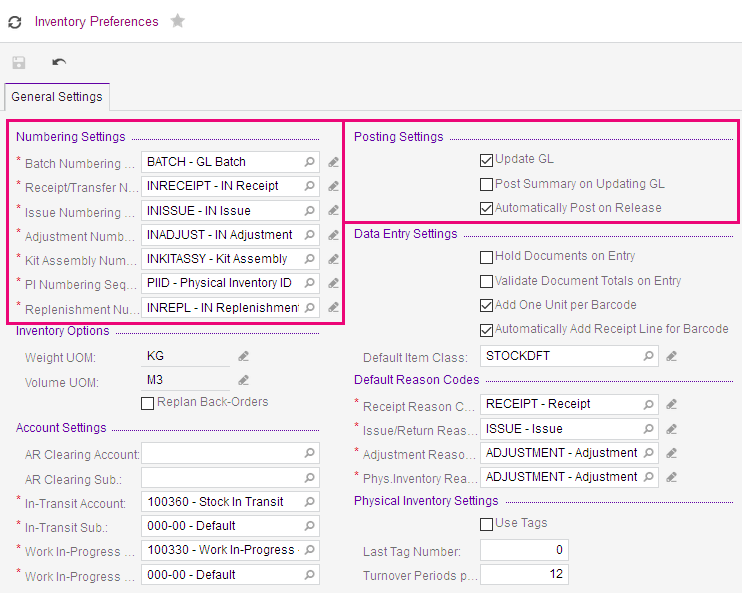 Inventory Preferences
General Settings
Numbering Settings
* Batch Numbering ... BATCH - GL Batch
* Receipt/Transfer N... INRECEIPT - IN Receipt
* Issue Numbering ... INISSUE - IN Issue
* Adjustment Numb... INADJUST - IN Adjustment
* Kit Assembly Num... INKITASSY - Kit Assembly
* PI Numbering Seq... PIID - Physical Inventory ID
* Replenishment Nu... INREPL - IN Replenishment
Inventory Options
Weight UOM: KG
Volume UOM: M3
Replan Back-Orders
Account Settings
AR Clearing Account:
AR Clearing Sub.:
* In-Transit Account: 100360 - Stock In Transit
* In-Transit Sub.: 000-00 - Default
* Work In-Progress ... 100330 - Work In-Progress -
* Work In-Progress ... 000-00 - Default
Posting Settings
Update GL
Post Summary on Updating GL
Automatically Post on Release
Data Entry Settings
Hold Documents on Entry
Validate Document Totals on Entry
Add One Unit per Barcode
Automatically Add Receipt Line for Barcode
Default Item Class: STOCKDFT
Default Reason Codes
* Receipt Reason C... RECEIPT - Receipt
* Issue/Return Reas... ISSUE - Issue
* Adjustment Reaso... ADJUSTMENT - Adjustment
* Phys.Inventory Rea... ADJUSTMENT - Adjustment
Physical Inventory Settings
Use Tags
Last Tag Number: 0
Turnover Periods p... 12